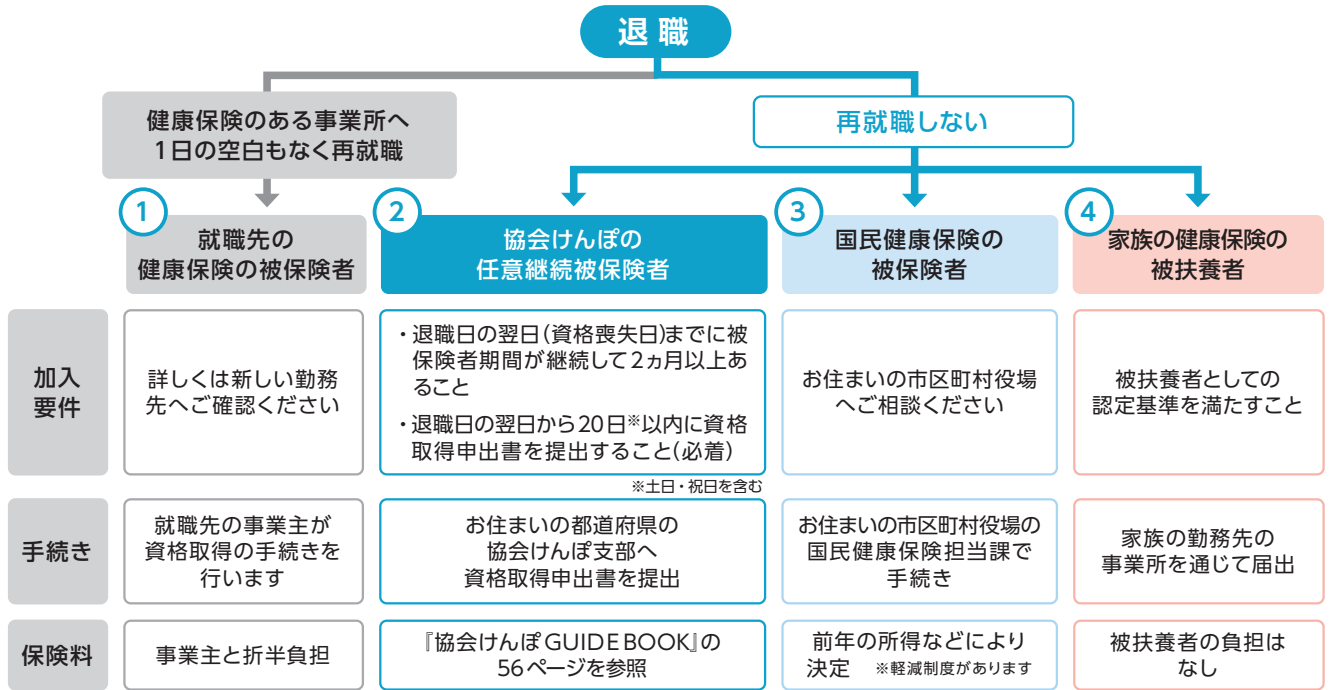 退職
健康保険のある事業所へ
1日の空白もなく再就職
再就職しない
1
就職先の
健康保険の被保険者
2
協会けんぽの
任意継続被保険者
3
国民健康保険の
被保険者
4
家族の健康保険の
被扶養者
加入
要件
詳しくは新しい勤務
先へご確認ください
・退職日の翌日(資格喪失日)までに被
保険者期間が継続して2ヵ月以上あ
ること
・退職日の翌日から20日※以内に資格
取得申出書を提出すること(必着)
※土日・祝日を含む
お住まいの市区町村役場
へご相談ください
被扶養者としての
認定基準を満たすこと
手続き
就職先の事業主が
資格取得の手続きを
行います
お住まいの都道府県の
協会けんぽ支部へ
資格取得申出書を提出
お住まいの市区町村役場の
国民健康保険担当課で
手続き
家族の勤務先の
事業所を通じて届出
保険料
事業主と折半負担
『協会けんぽGUIDE BOOK』の
56ページを参照
前年の所得などにより
決定 ※軽減制度があります
被扶養者の負担は
なし